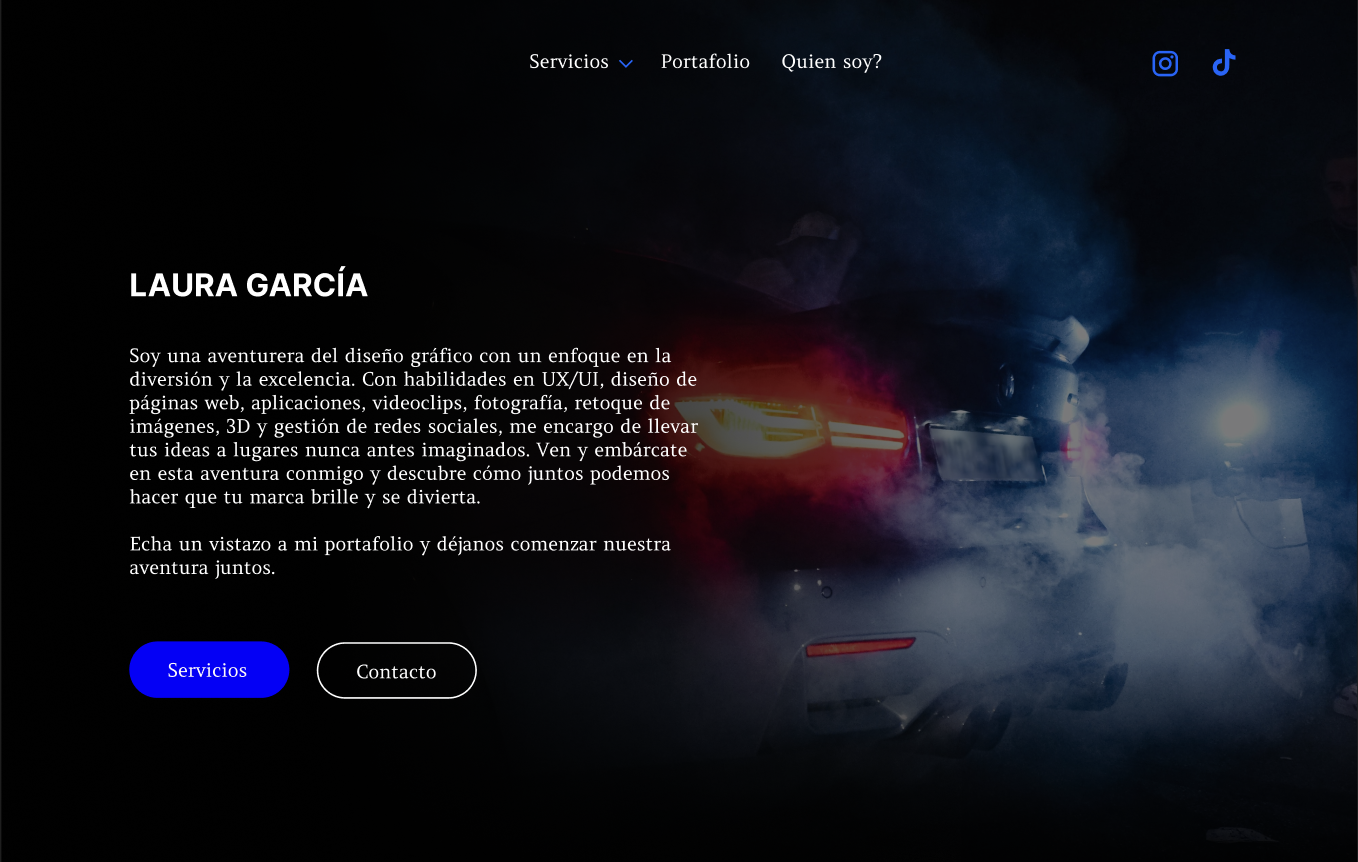 Servicios Portafolio Quien soy?
LAURA GARCÍA
Soy una aventurera del diseño gráfico con un enfoque en la
diversión y la excelencia. Con habilidades en UX/UI, diseño de
páginas web, aplicaciones, videoclips, fotografía, retoque de
imágenes, 3D y gestión de redes sociales, me encargo de llevar
tus ideas a lugares nunca antes imaginados. Ven y embárcate
en esta aventura conmigo y descubre cómo juntos podemos
hacer que tu marca brille y se divierta.
Echa un vistazo a mi portafolio y déjanos comenzar nuestra
aventura juntos.
Servicios Contacto